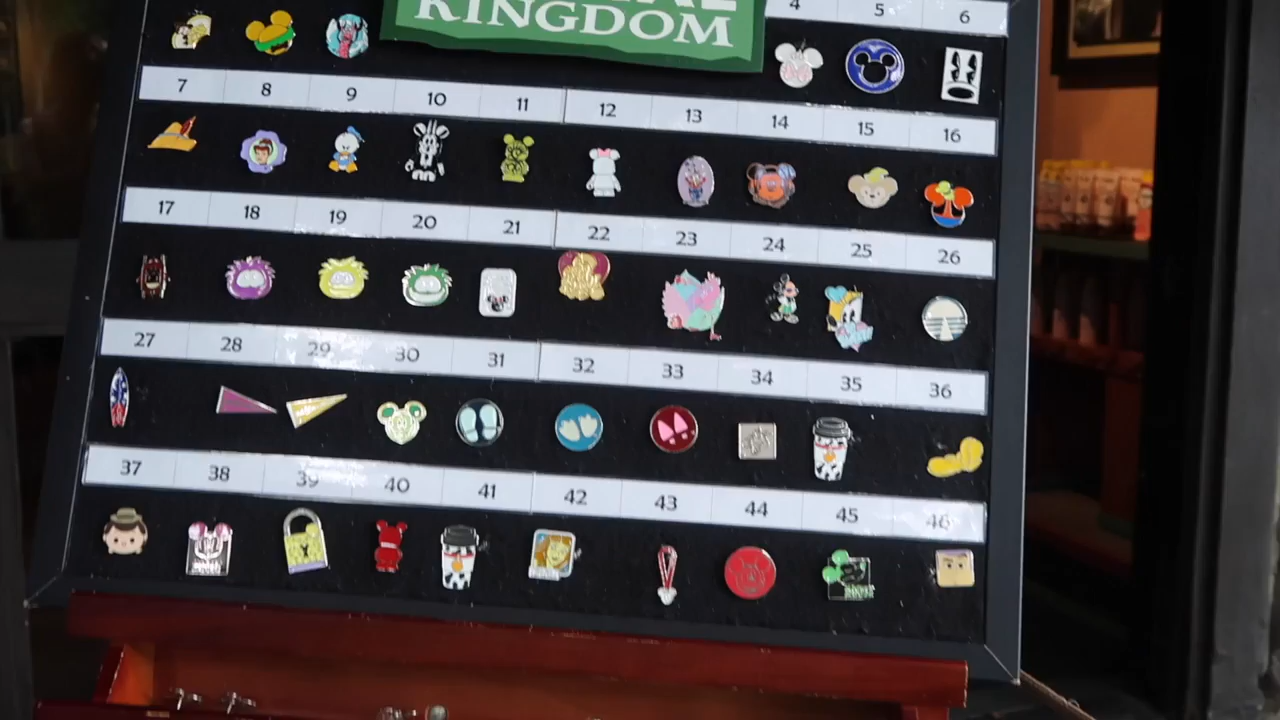 KINGDOM
4 5 6
7 8 9 10 11 12 13 14 15 16
17 18 19 20 21 22 23 24 25 26
27 28 29 30 31 32 33 34 35 36
37 38 39 40 41 42 43 44 45 46